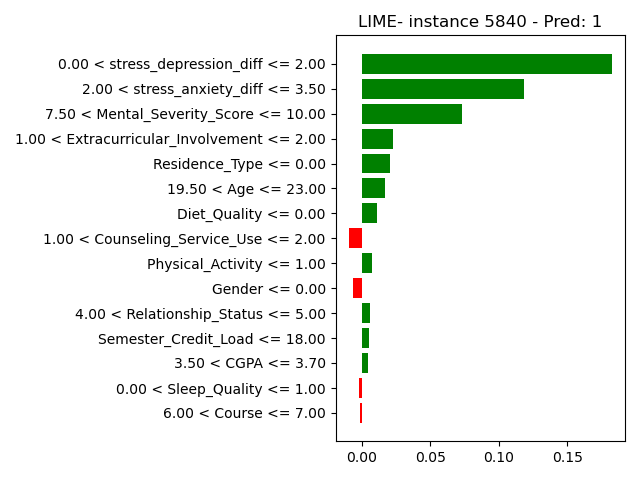 LIME- instance 5840 - Pred: 1
0.00 < stress_depression_diff <= 2.00
2.00 < stress_anxiety_diff <= 3.50
7.50 < Mental_Severity_Score <= 10.00
1.00 < Extracurricular_Involvement <= 2.00
Residence_Type <= 0.00
19.50 < Age <= 23.00
Diet_Quality <= 0.00
1.00 < Counseling_Service_Use <= 2.00
Physical_Activity <= 1.00
Gender <= 0.00
4.00 < Relationship_Status <= 5.00
Semester_Credit_Load <= 18.00
3.50 < CGPA <= 3.70
0.00 < Sleep_Quality <= 1.00
6.00 < Course <= 7.00
0.00 0.05 0.10 0.15